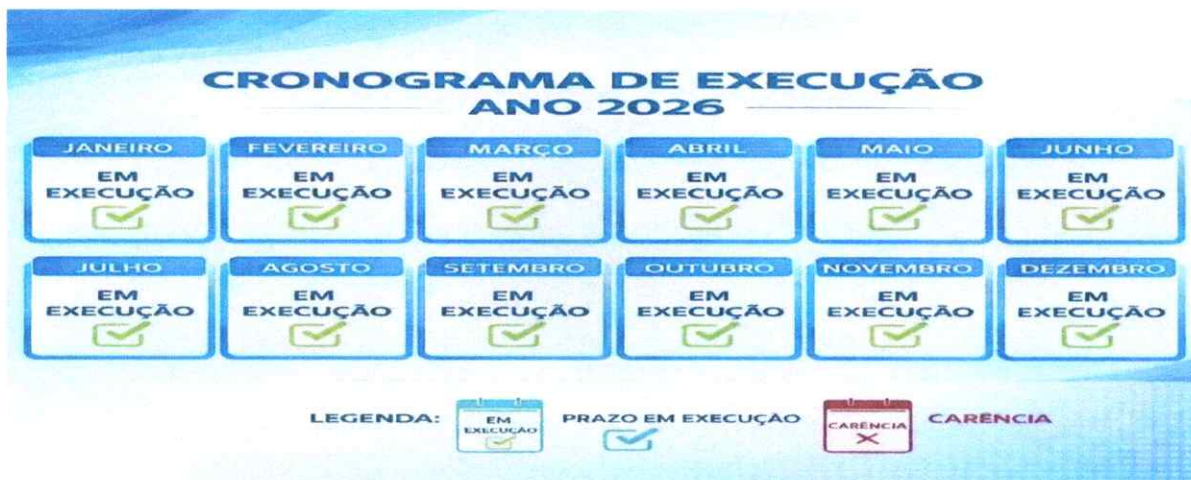 CRONOGRAMA DE EXECUÇÃO
ANO 2026
JANEIRO FEVEREIRO MARÇO ABRIL MAIO JUNHO
EM EM EM EM EM EM
EXECUÇÃO EXECUÇÃO EXECUÇÃO EXECUÇÃO EXECUÇÃO EXECUÇÃO
JULHO AGOSTO SETEMBRO OUTUBRO NOVEMBRO DEZEMBRO
EM EM EM EM EM EM
EXECUÇÃO EXECUÇÃO EXECUÇÃO EXECUÇÃO EXECUÇÃO EXECUÇÃO
LEGENDA: EM EXECUÇÃO PRAZO EM EXECUÇÃO CARÊNCIA CARÊNCIA